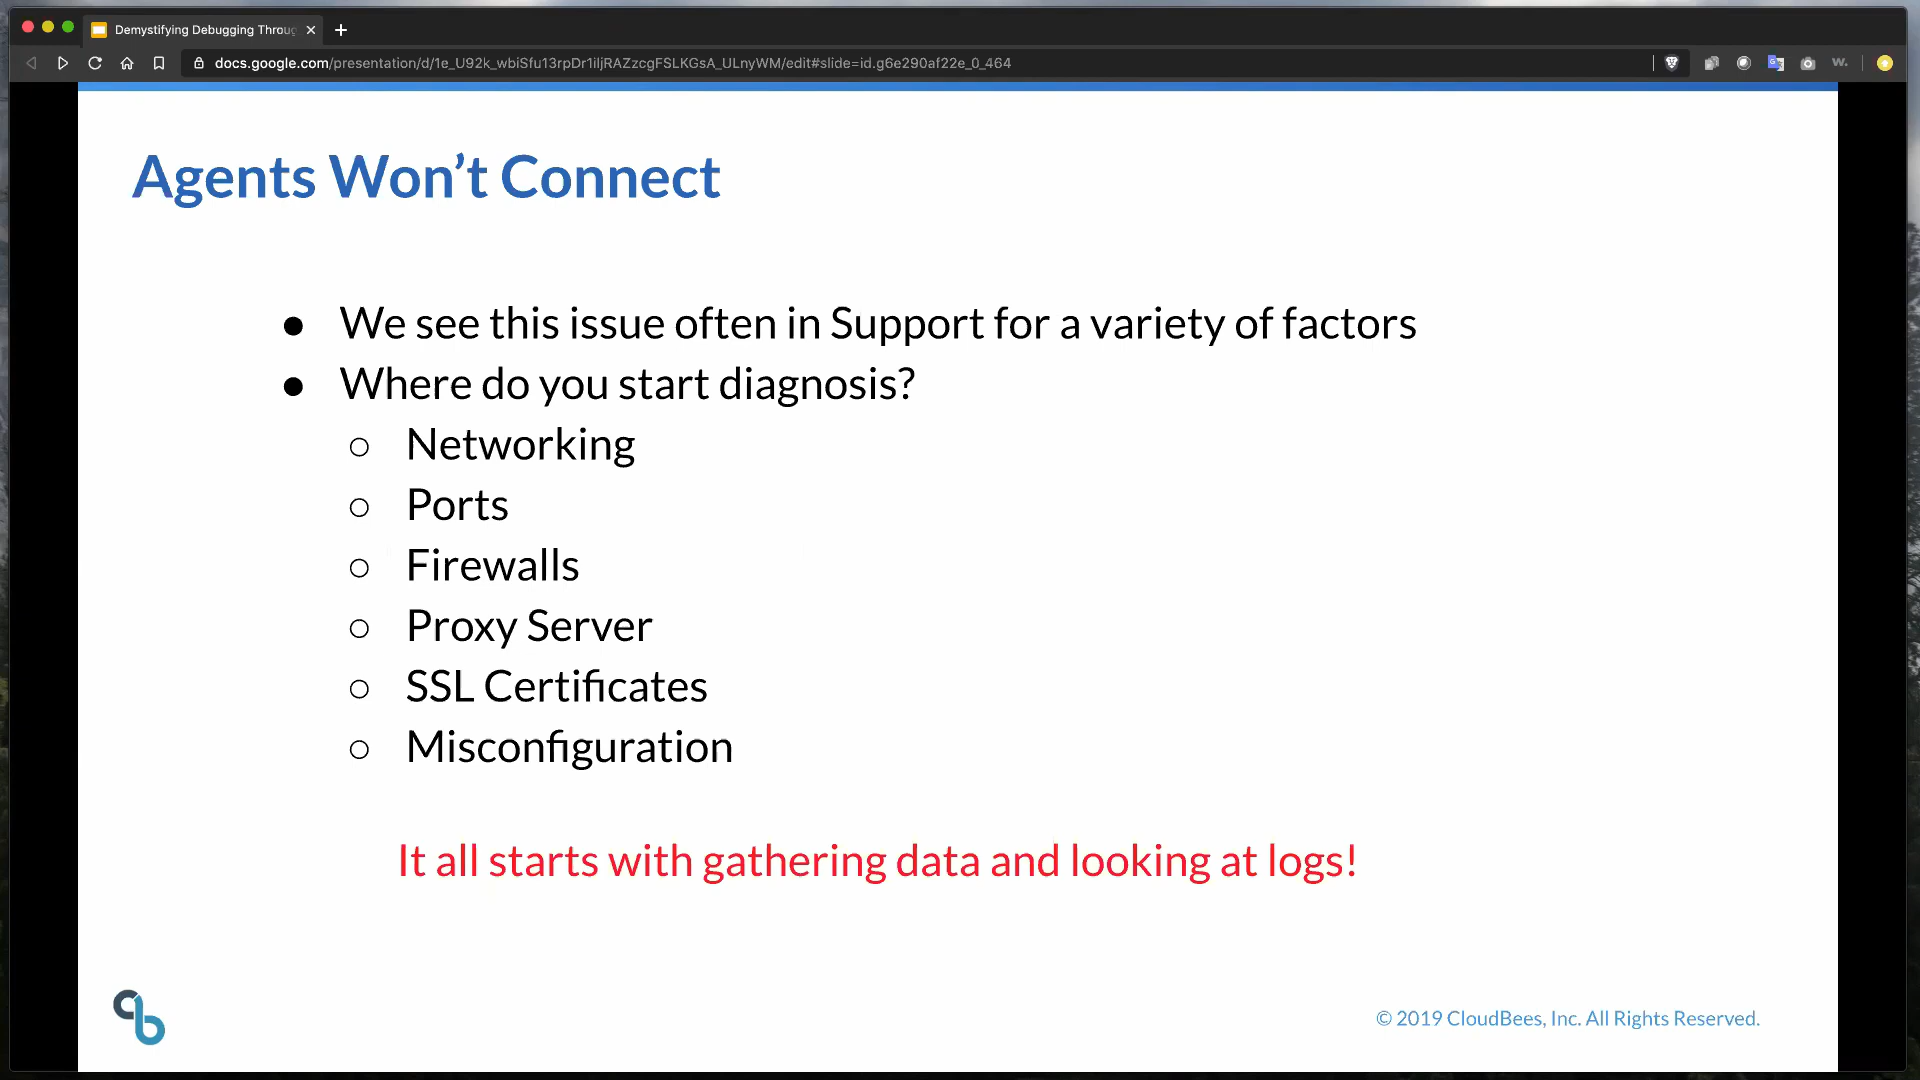 Demystifying Debugging Throu
docs.google.com/presentation/d/1e_U92k_wbiSfu13rpDr1iljRAZzcgFSLKGsA_ULnyWM/edit#slide=id.g6e290af22e_0_464
w.
Agents Won’t Connect
● We see this issue often in Support for a variety of factors
● Where do you start diagnosis?
○ Networking
○ Ports
○ Firewalls
○ Proxy Server
○ SSL Certificates
○ Misconfiguration
It all starts with gathering data and looking at logs!
© 2019 CloudBees, Inc. All Rights Reserved.